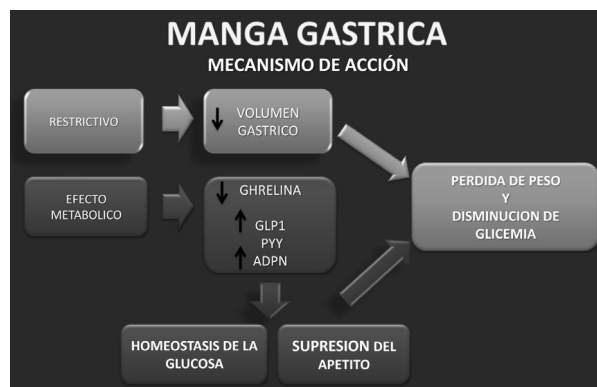 MANGA GASTRICA
MECANISMO DE ACCIÓN
RESTRICTIVO
VOLUMEN
GASTRICO
EFECTO
METABOLICO
GHRELINA
GLP1
PYY
ADPN
PERDIDA DE PESO
Y
DISMINUCION DE
GLICEMIA
HOMEOSTASIS DE LA
GLUCOSA
SUPRESION DEL
APETITO